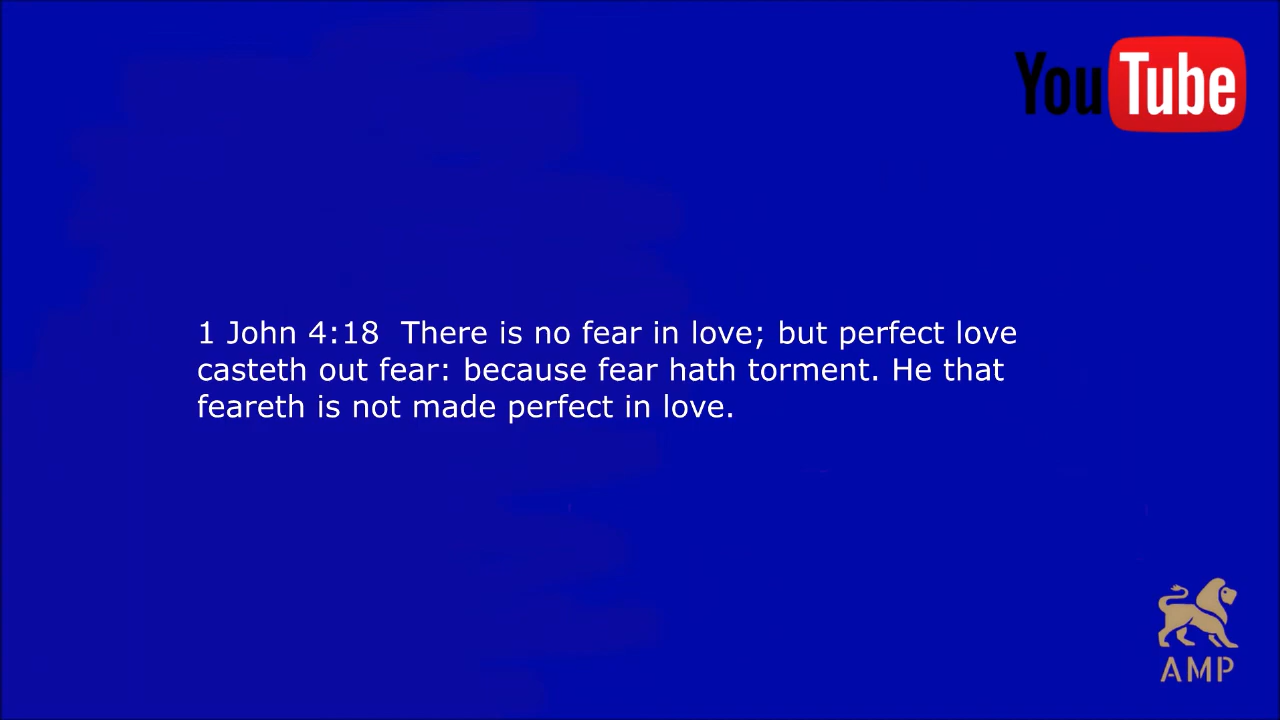 YouTube
1 John 4:18  There is no fear in love; but perfect love
casteth out fear: because fear hath torment. He that
feareth is not made perfect in love.
AMP